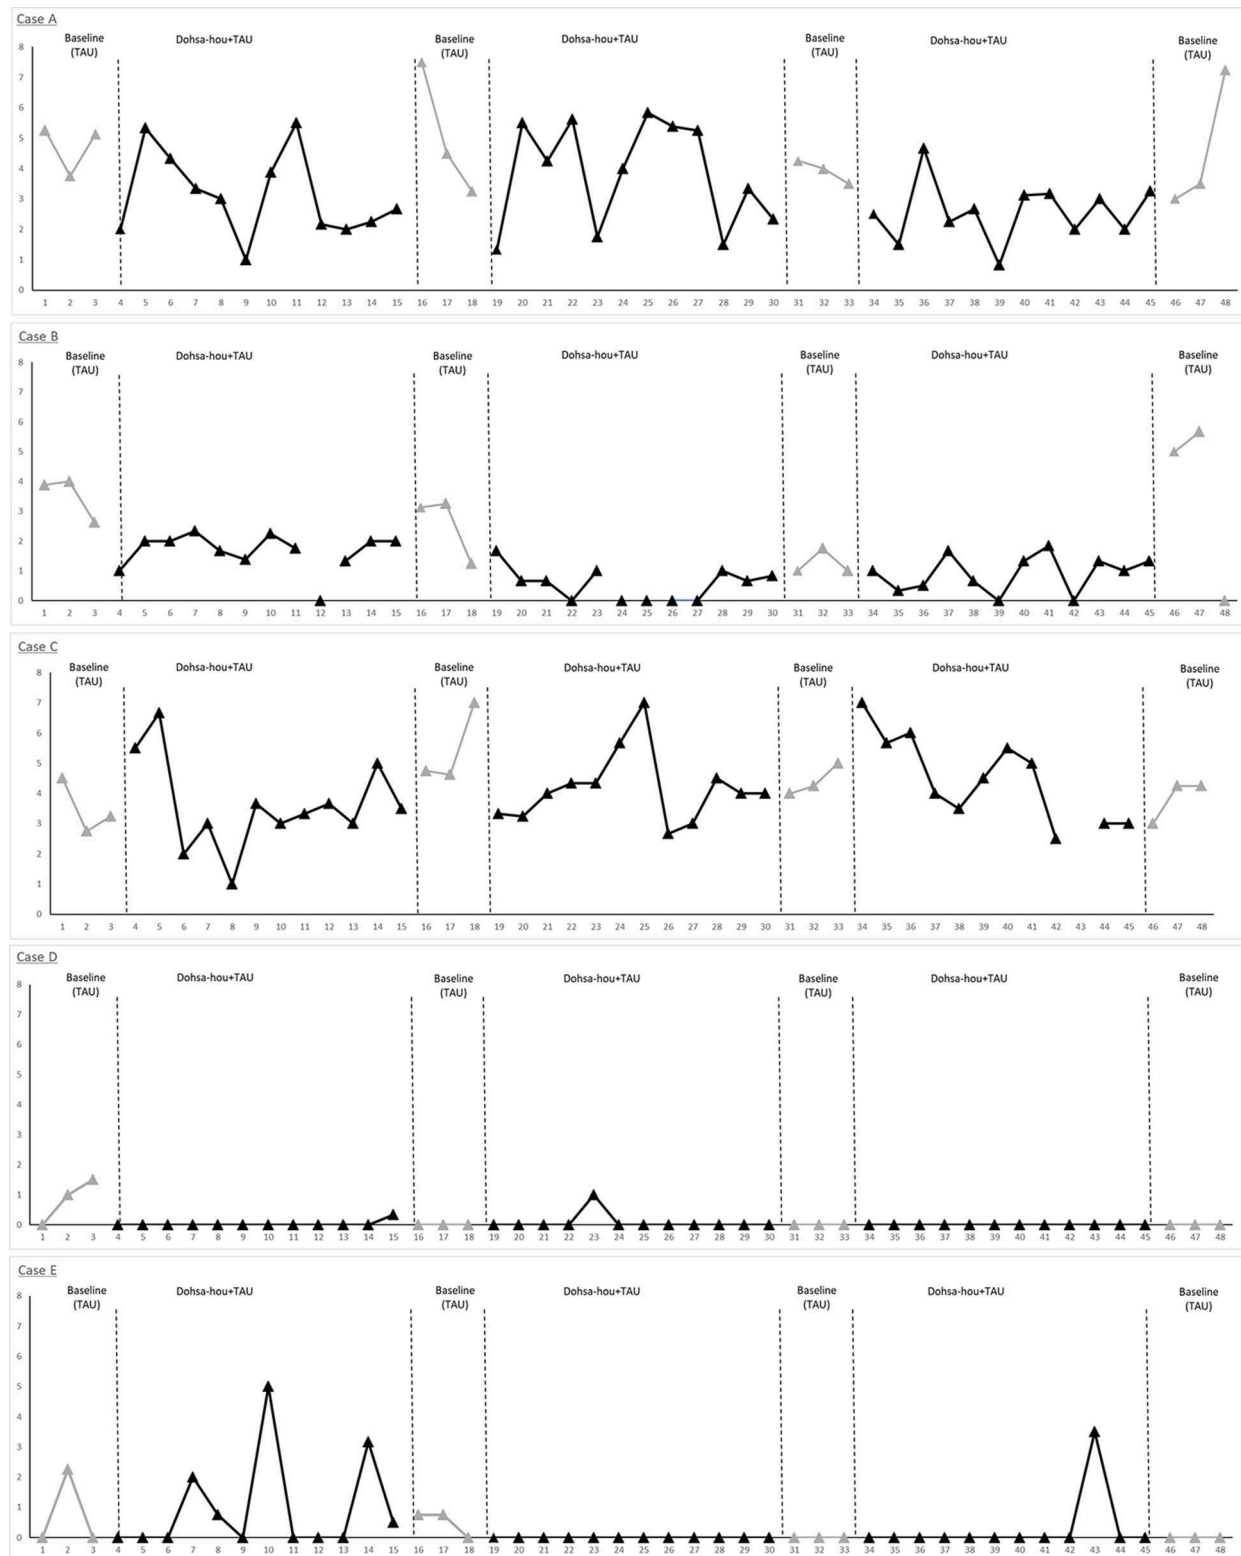 Case A
Baseline Dohsa-hou+TAU Baseline Dohsa-hou+TAU Baseline Dohsa-hou+TAU Baseline
(TAU) (TAU) (TAU) (TAU)
8
7
6
5
4
3
2
1
0
1 2 3 4 5 6 7 8 9 10 11 12 13 14 15 16 17 18 19 20 21 22 23 24 25 26 27 28 29 30 31 32 33 34 35 36 37 38 39 40 41 42 43 44 45 46 47 48
Case B
Baseline Dohsa-hou+TAU Baseline Dohsa-hou+TAU Baseline Dohsa-hou+TAU Baseline
(TAU) (TAU) (TAU) (TAU)
8
7
6
5
4
3
2
1
0
1 2 3 4 5 6 7 8 9 10 11 12 13 14 15 16 17 18 19 20 21 22 23 24 25 26 27 28 29 30 31 32 33 34 35 36 37 38 39 40 41 42 43 44 45 46 47 48
Case C
Baseline Dohsa-hou+TAU Baseline Dohsa-hou+TAU Baseline Dohsa-hou+TAU Baseline
(TAU) (TAU) (TAU) (TAU)
8
7
6
5
4
3
2
1
0
1 2 3 4 5 6 7 8 9 10 11 12 13 14 15 16 17 18 19 20 21 22 23 24 25 26 27 28 29 30 31 32 33 34 35 36 37 38 39 40 41 42 43 44 45 46 47 48
Case D
Baseline Dohsa-hou+TAU Baseline Dohsa-hou+TAU Baseline Dohsa-hou+TAU Baseline
(TAU) (TAU) (TAU) (TAU)
8
7
6
5
4
3
2
1
0
1 2 3 4 5 6 7 8 9 10 11 12 13 14 15 16 17 18 19 20 21 22 23 24 25 26 27 28 29 30 31 32 33 34 35 36 37 38 39 40 41 42 43 44 45 46 47 48
Case E
Baseline Dohsa-hou+TAU Baseline Dohsa-hou+TAU Baseline Dohsa-hou+TAU Baseline
(TAU) (TAU) (TAU) (TAU)
8
7
6
5
4
3
2
1
0
1 2 3 4 5 6 7 8 9 10 11 12 13 14 15 16 17 18 19 20 21 22 23 24 25 26 27 28 29 30 31 32 33 34 35 36 37 38 39 40 41 42 43 44 45 46 47 48